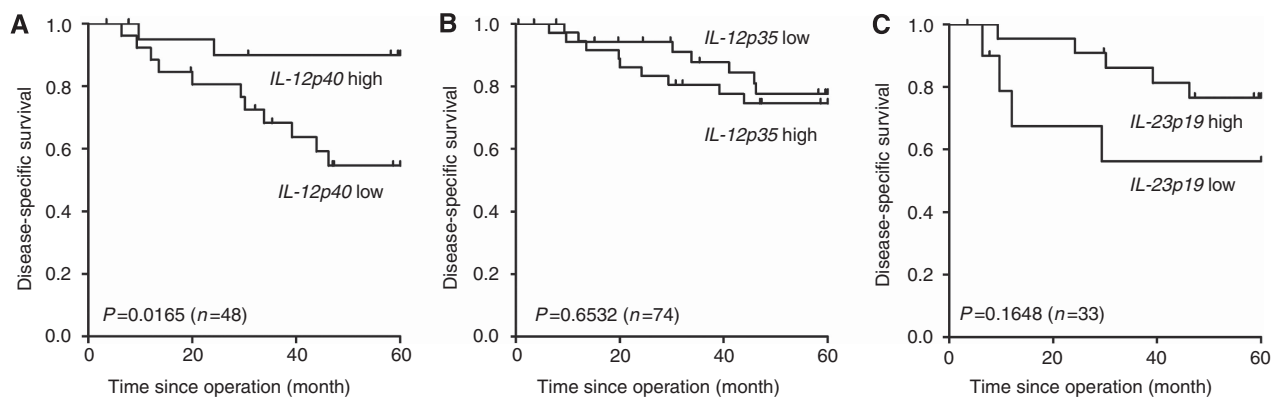 A
Disease-specific survival
1.0
0.8
0.6
0.4
0.2
0.0
IL-12p40 high
IL-12p40 low
P=0.0165 (n=48)
0 20 40 60
Time since operation (month)
B
Disease-specific survival
1.0
0.8
0.6
0.4
0.2
0.0
IL-12p35 low
IL-12p35 high
P=0.6532 (n=74)
0 20 40 60
Time since operation (month)
C
Disease-specific survival
1.0
0.8
0.6
0.4
0.2
0.0
IL-23p19 high
IL-23p19 low
P=0.1648 (n=33)
0 20 40 60
Time since operation (month)